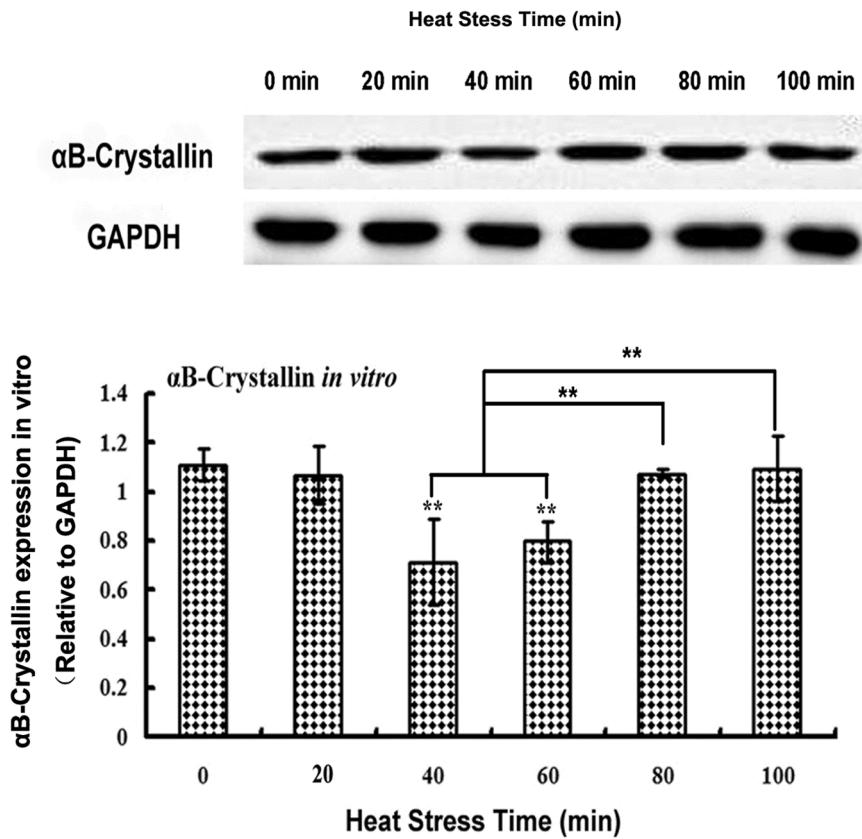 Heat Stess Time (min)
0 min 20 min 40 min 60 min 80 min 100 min
αB-Crystallin
GAPDH
αB-Crystallin expression in vitro
(Relative to GAPDH)
αB-Crystallin in vitro
**
**
** **
1.4
1.2
1
0.8
0.6
0.4
0.2
0
0 20 40 60 80 100
Heat Stress Time (min)